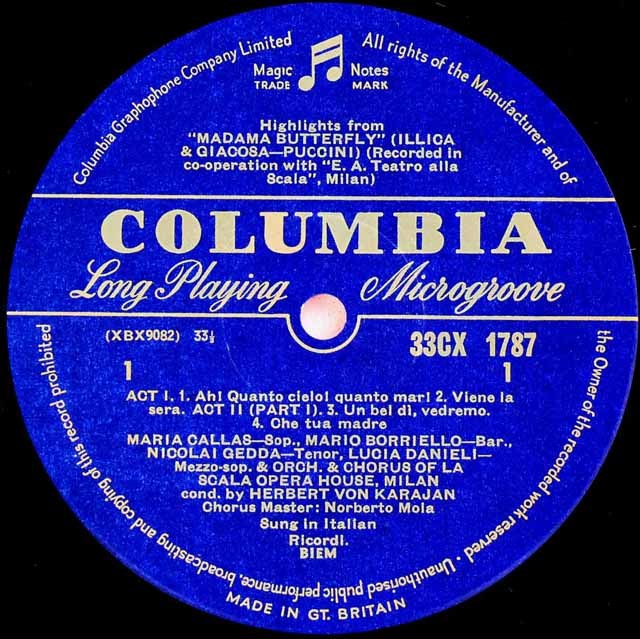 Columbia Graphophone Company Limited
All rights of the Manufacturer and of
the Owner of the recorded work reserved · Unauthorised public performance, broadcasting and copying of this record prohibited
Magic Notes
TRADE MARK
Highlights from
"MADAMA BUTTERFLY" (ILLICA
& GIACOSA—PUCCINI) (Recorded in
co-operation with "E. A. Teatro alla
Scala", Milan)
COLUMBIA
Long Playing Microgroove
(XBX9082) 33⅓
33CX 1787
1 1
ACT I. 1. Ah! Quanto cielo! quanto mar! 2. Viene la
sera. ACT II (PART I). 3. Un bel dì, vedremo.
4. Che tua madre
MARIA CALLAS—Sop., MARIO BORRIELLO—Bar.,
NICOLAI GEDDA—Tenor, LUCIA DANIELI—
Mezzo-sop. & ORCH. & CHORUS OF LA
SCALA OPERA HOUSE, MILAN
cond. by HERBERT VON KARAJAN
Chorus Master: Norberto Mola
Sung in Italian
Ricordi.
BIEM
MADE IN GT. BRITAIN